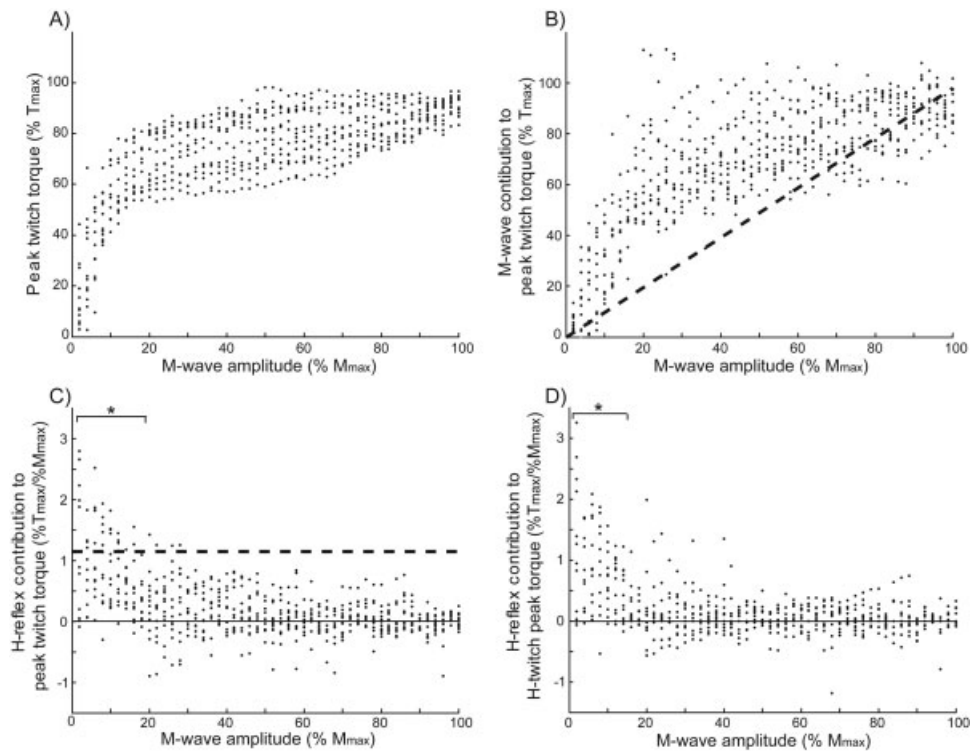 A)
Peak twitch torque (% Tmax)
100
80
60
40
20
0
0 20 40 60 80 100
M-wave amplitude (% Mmax)
B)
M-wave contibution to
peak twitch torque (% Tmax)
100
80
60
40
20
0
0 20 40 60 80 100
M-wave amplitude (% Mmax)
C)
*
H-reflex contribution to
peak twitch torque (%Tmax/%Mmax)
3
2
1
0
-1
0 20 40 60 80 100
M-wave amplitude (% Mmax)
D)
*
H-reflex contribution to
H-twitch peak torque (%Tmax/%Mmax)
3
2
1
0
-1
0 20 40 60 80 100
M-wave amplitude (% Mmax)